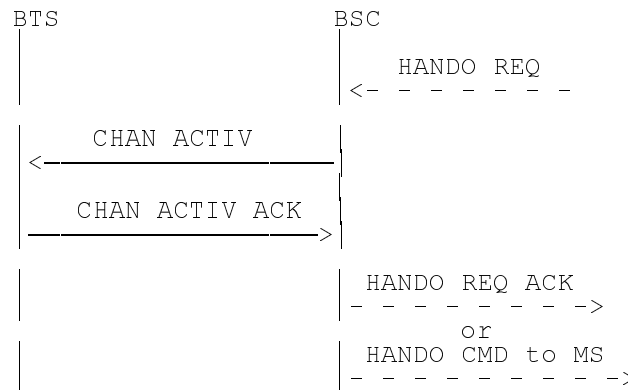 BTS BSC
HANDO REQ
CHAN ACTIV
CHAN ACTIV ACK
HANDO REQ ACK
or
HANDO CMD to MS